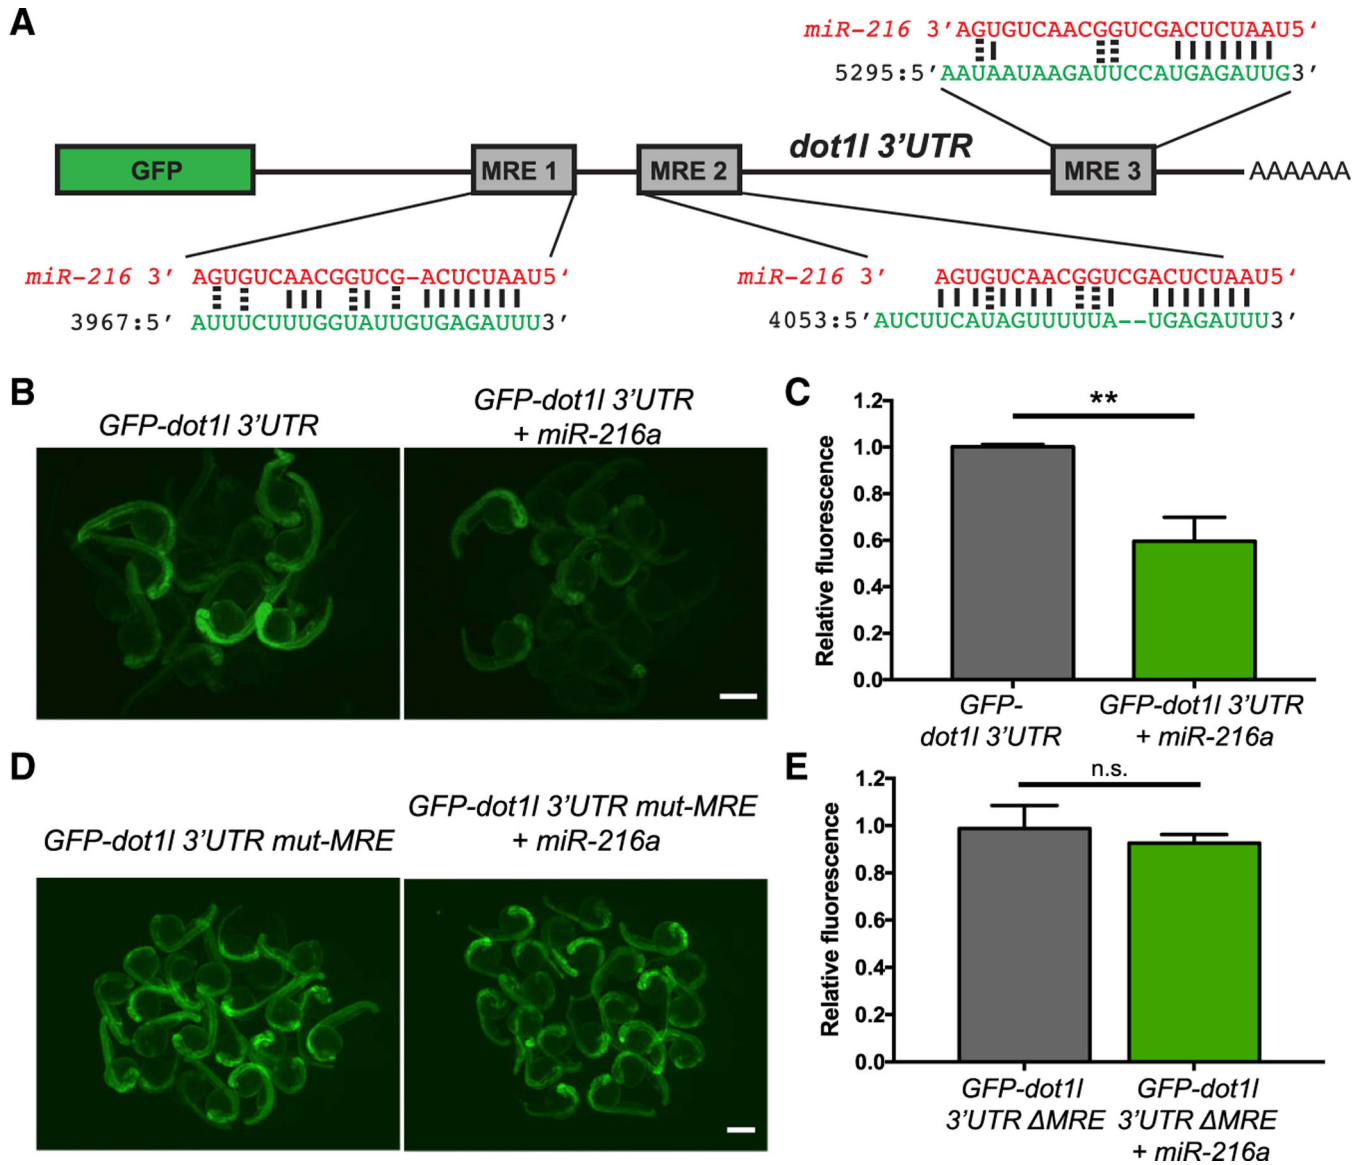 A
miR-216 3'AGUGUCAACGGUCGACUCUAAU5'
5295:5'AAUAAUAAGAUUCCAUGAGAUUG3'
GFP
MRE 1
MRE 2
dot1l 3'UTR
MRE 3
AAAAAA
miR-216 3' AGUGUCAACGGUCG-ACUCUAAU5'
3967:5' AUUUCUUUGGUAUUGUGAGAUUU3'
miR-216 3' AGUGUCAACGGUCGACUCUAAU5'
4053:5'AUCUUCAUAGUUUUUA--UGAGAUUU3'
B
GFP-dot1l 3'UTR
GFP-dot1l 3'UTR
+ miR-216a
C
Relative fluorescence
1.2
1.0
0.8
0.6
0.4
0.2
0.0
**
GFP-
dot1l 3'UTR
GFP-dot1l 3'UTR
+ miR-216a
D
GFP-dot1l 3'UTR mut-MRE
GFP-dot1l 3'UTR mut-MRE
+ miR-216a
E
Relative fluorescence
1.2
1.0
0.8
0.6
0.4
0.2
0.0
n.s.
GFP-dot1l
3'UTR ΔMRE
GFP-dot1l
3'UTR ΔMRE
+ miR-216a